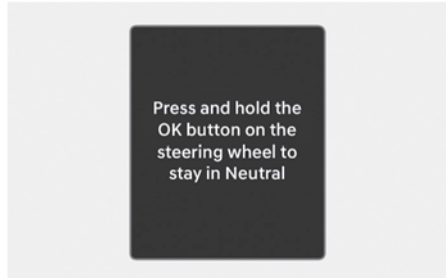 Press and hold the
OK button on the
steering wheel to
stay in Neutral